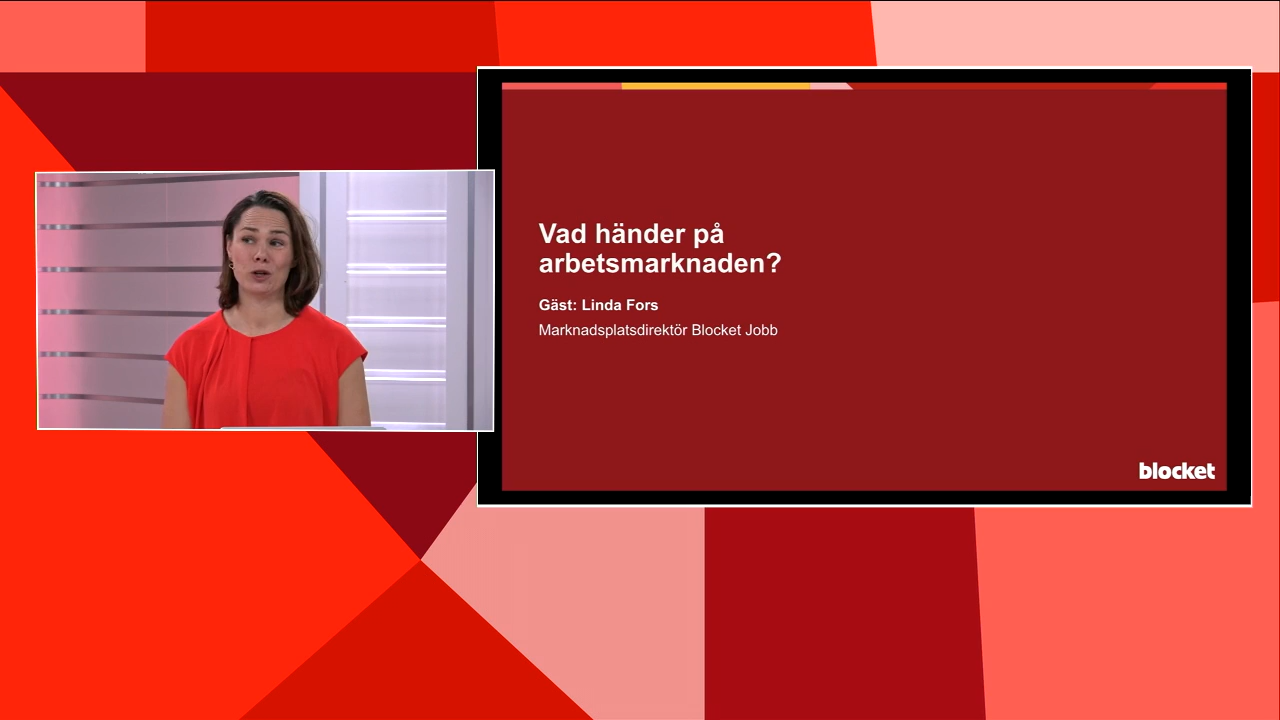 Vad händer på
arbetsmarknaden?
Gäst: Linda Fors
Marknadsplatsdirektör Blocket Jobb
blocket